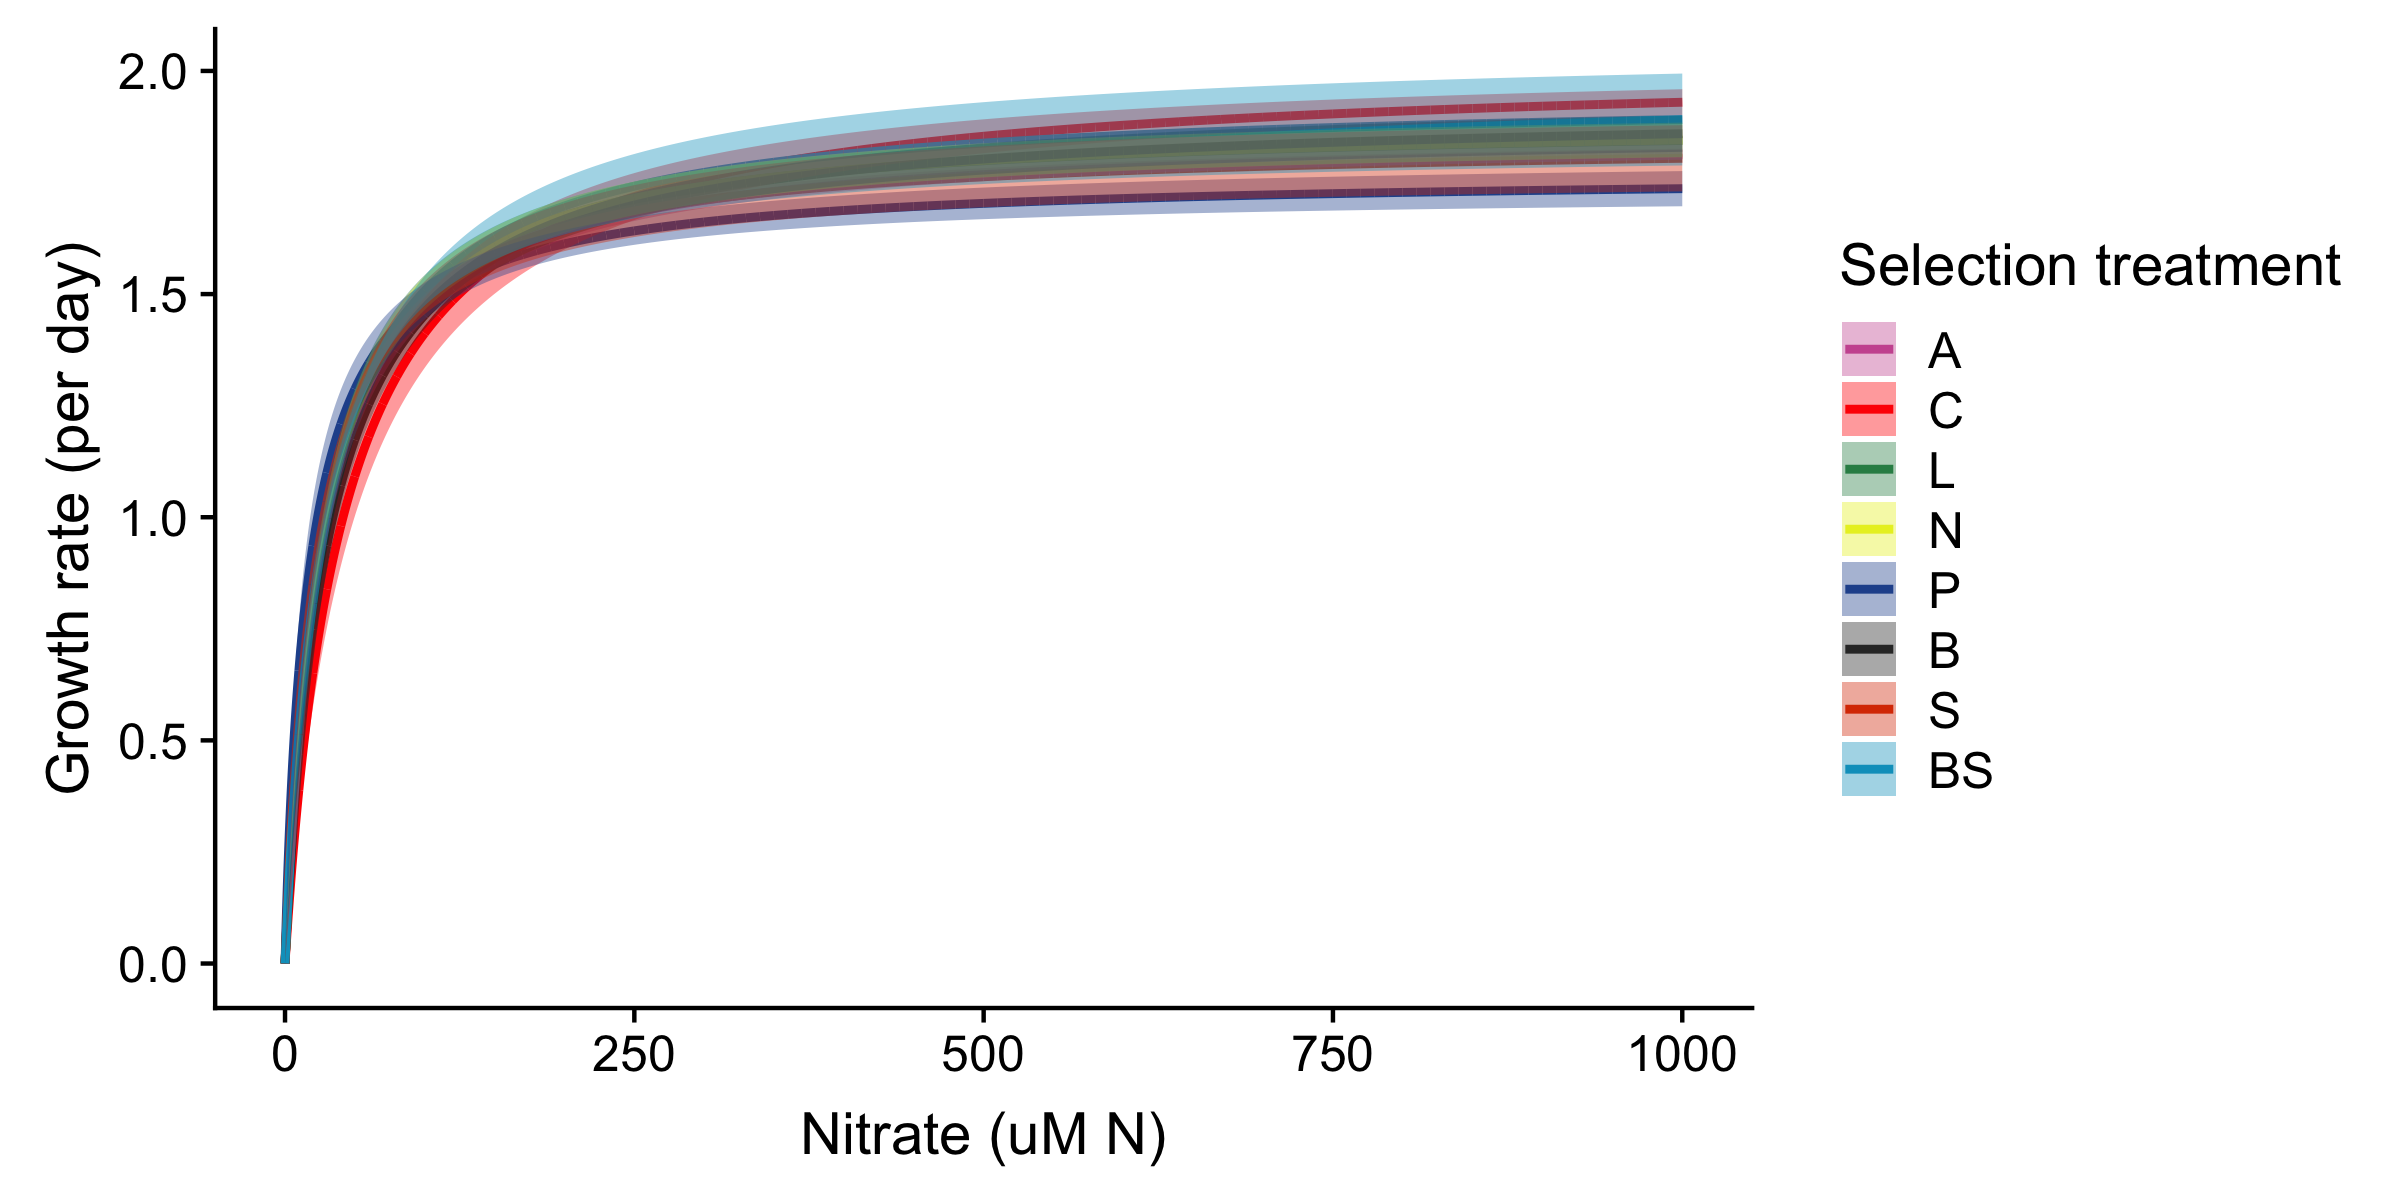 2.0
1.5
1.0
0.5
0.0
Growth rate (per day)
0 250 500 750 1000
Nitrate (uM N)
Selection treatment
A
C
L
N
P
B
S
BS